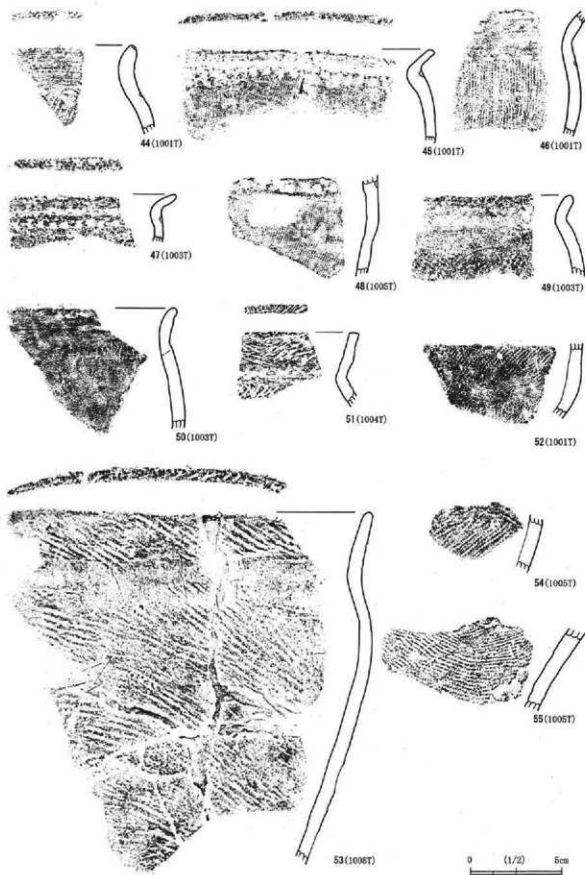 44(1001T)
45(1001T)
46(1001T)
47(1003T)
48(1005T)
49(1003T)
50(1003T)
51(1004T)
52(1001T)
53(1005T)
54(1005T)
55(1005T)
0 (1/2) 5cm